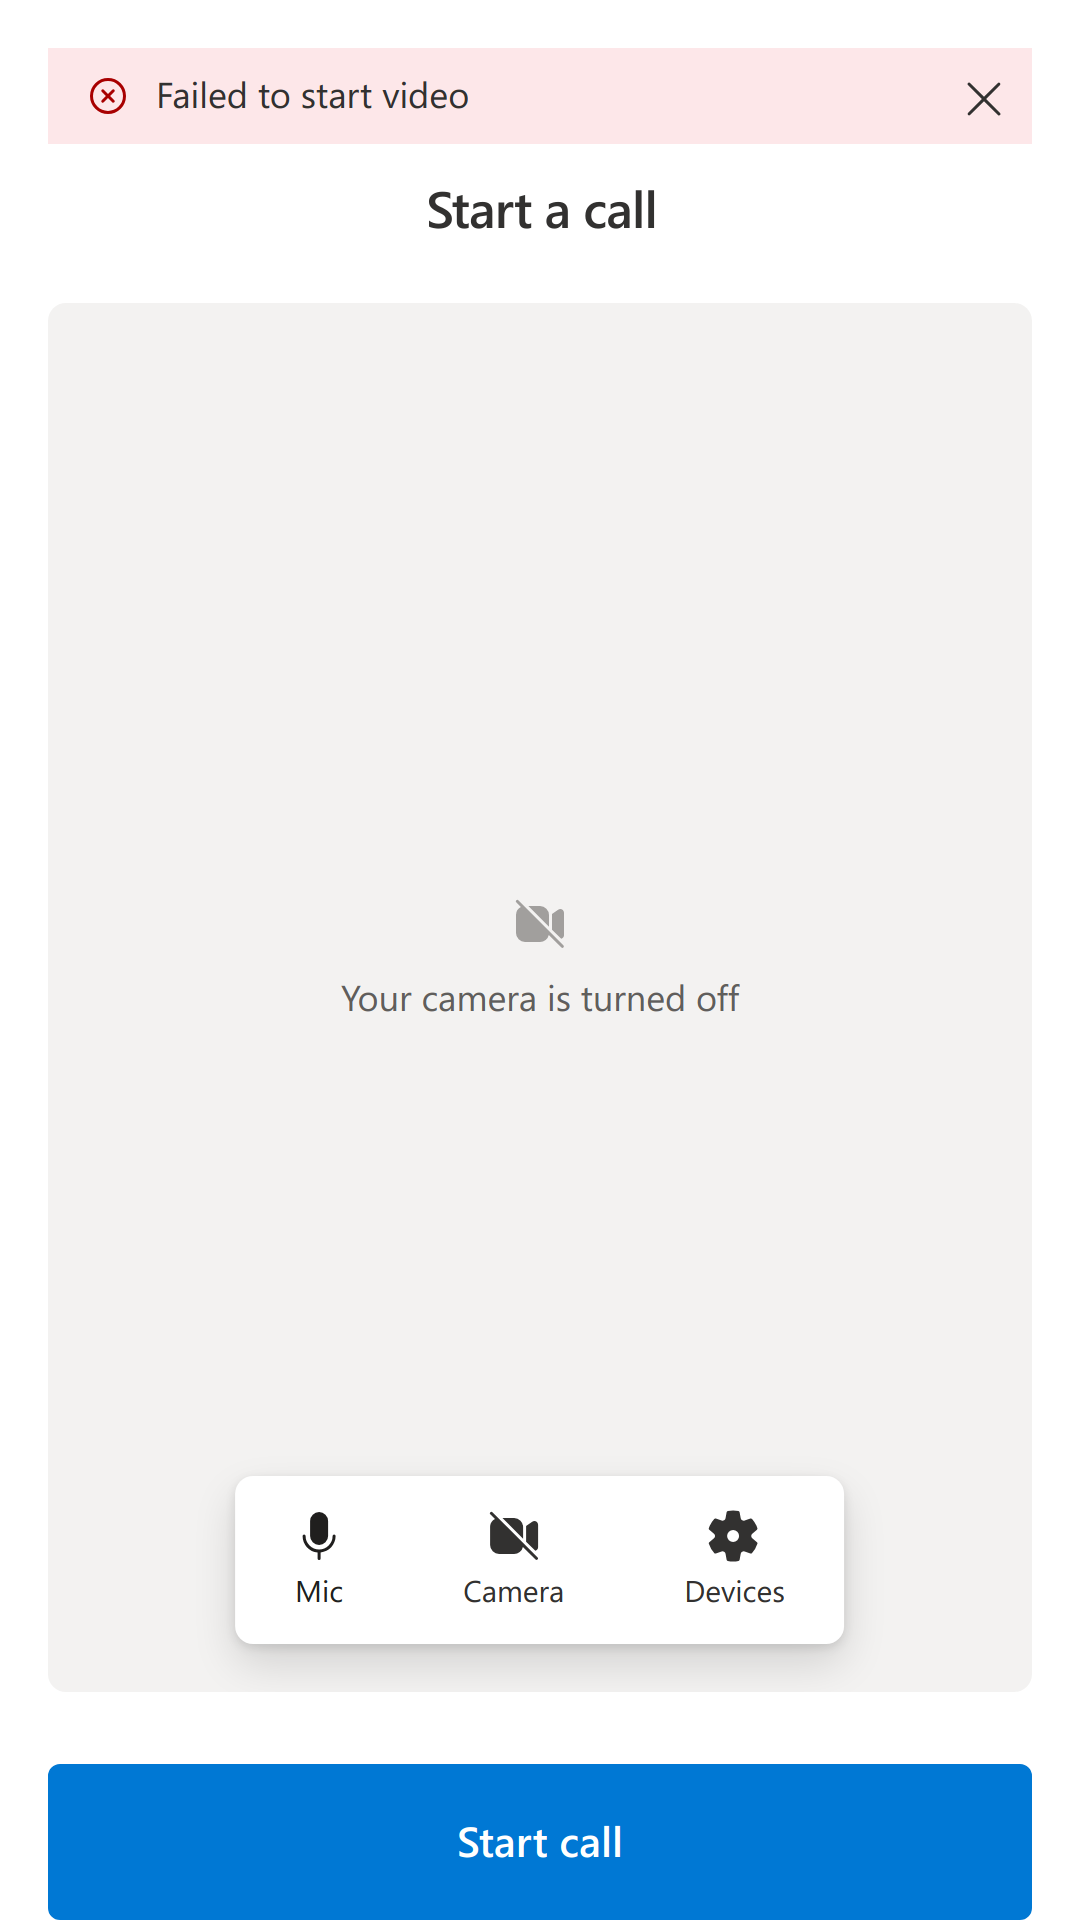 Failed to start video
Start a call
Your camera is turned off
Mic
Camera
Devices
Start call